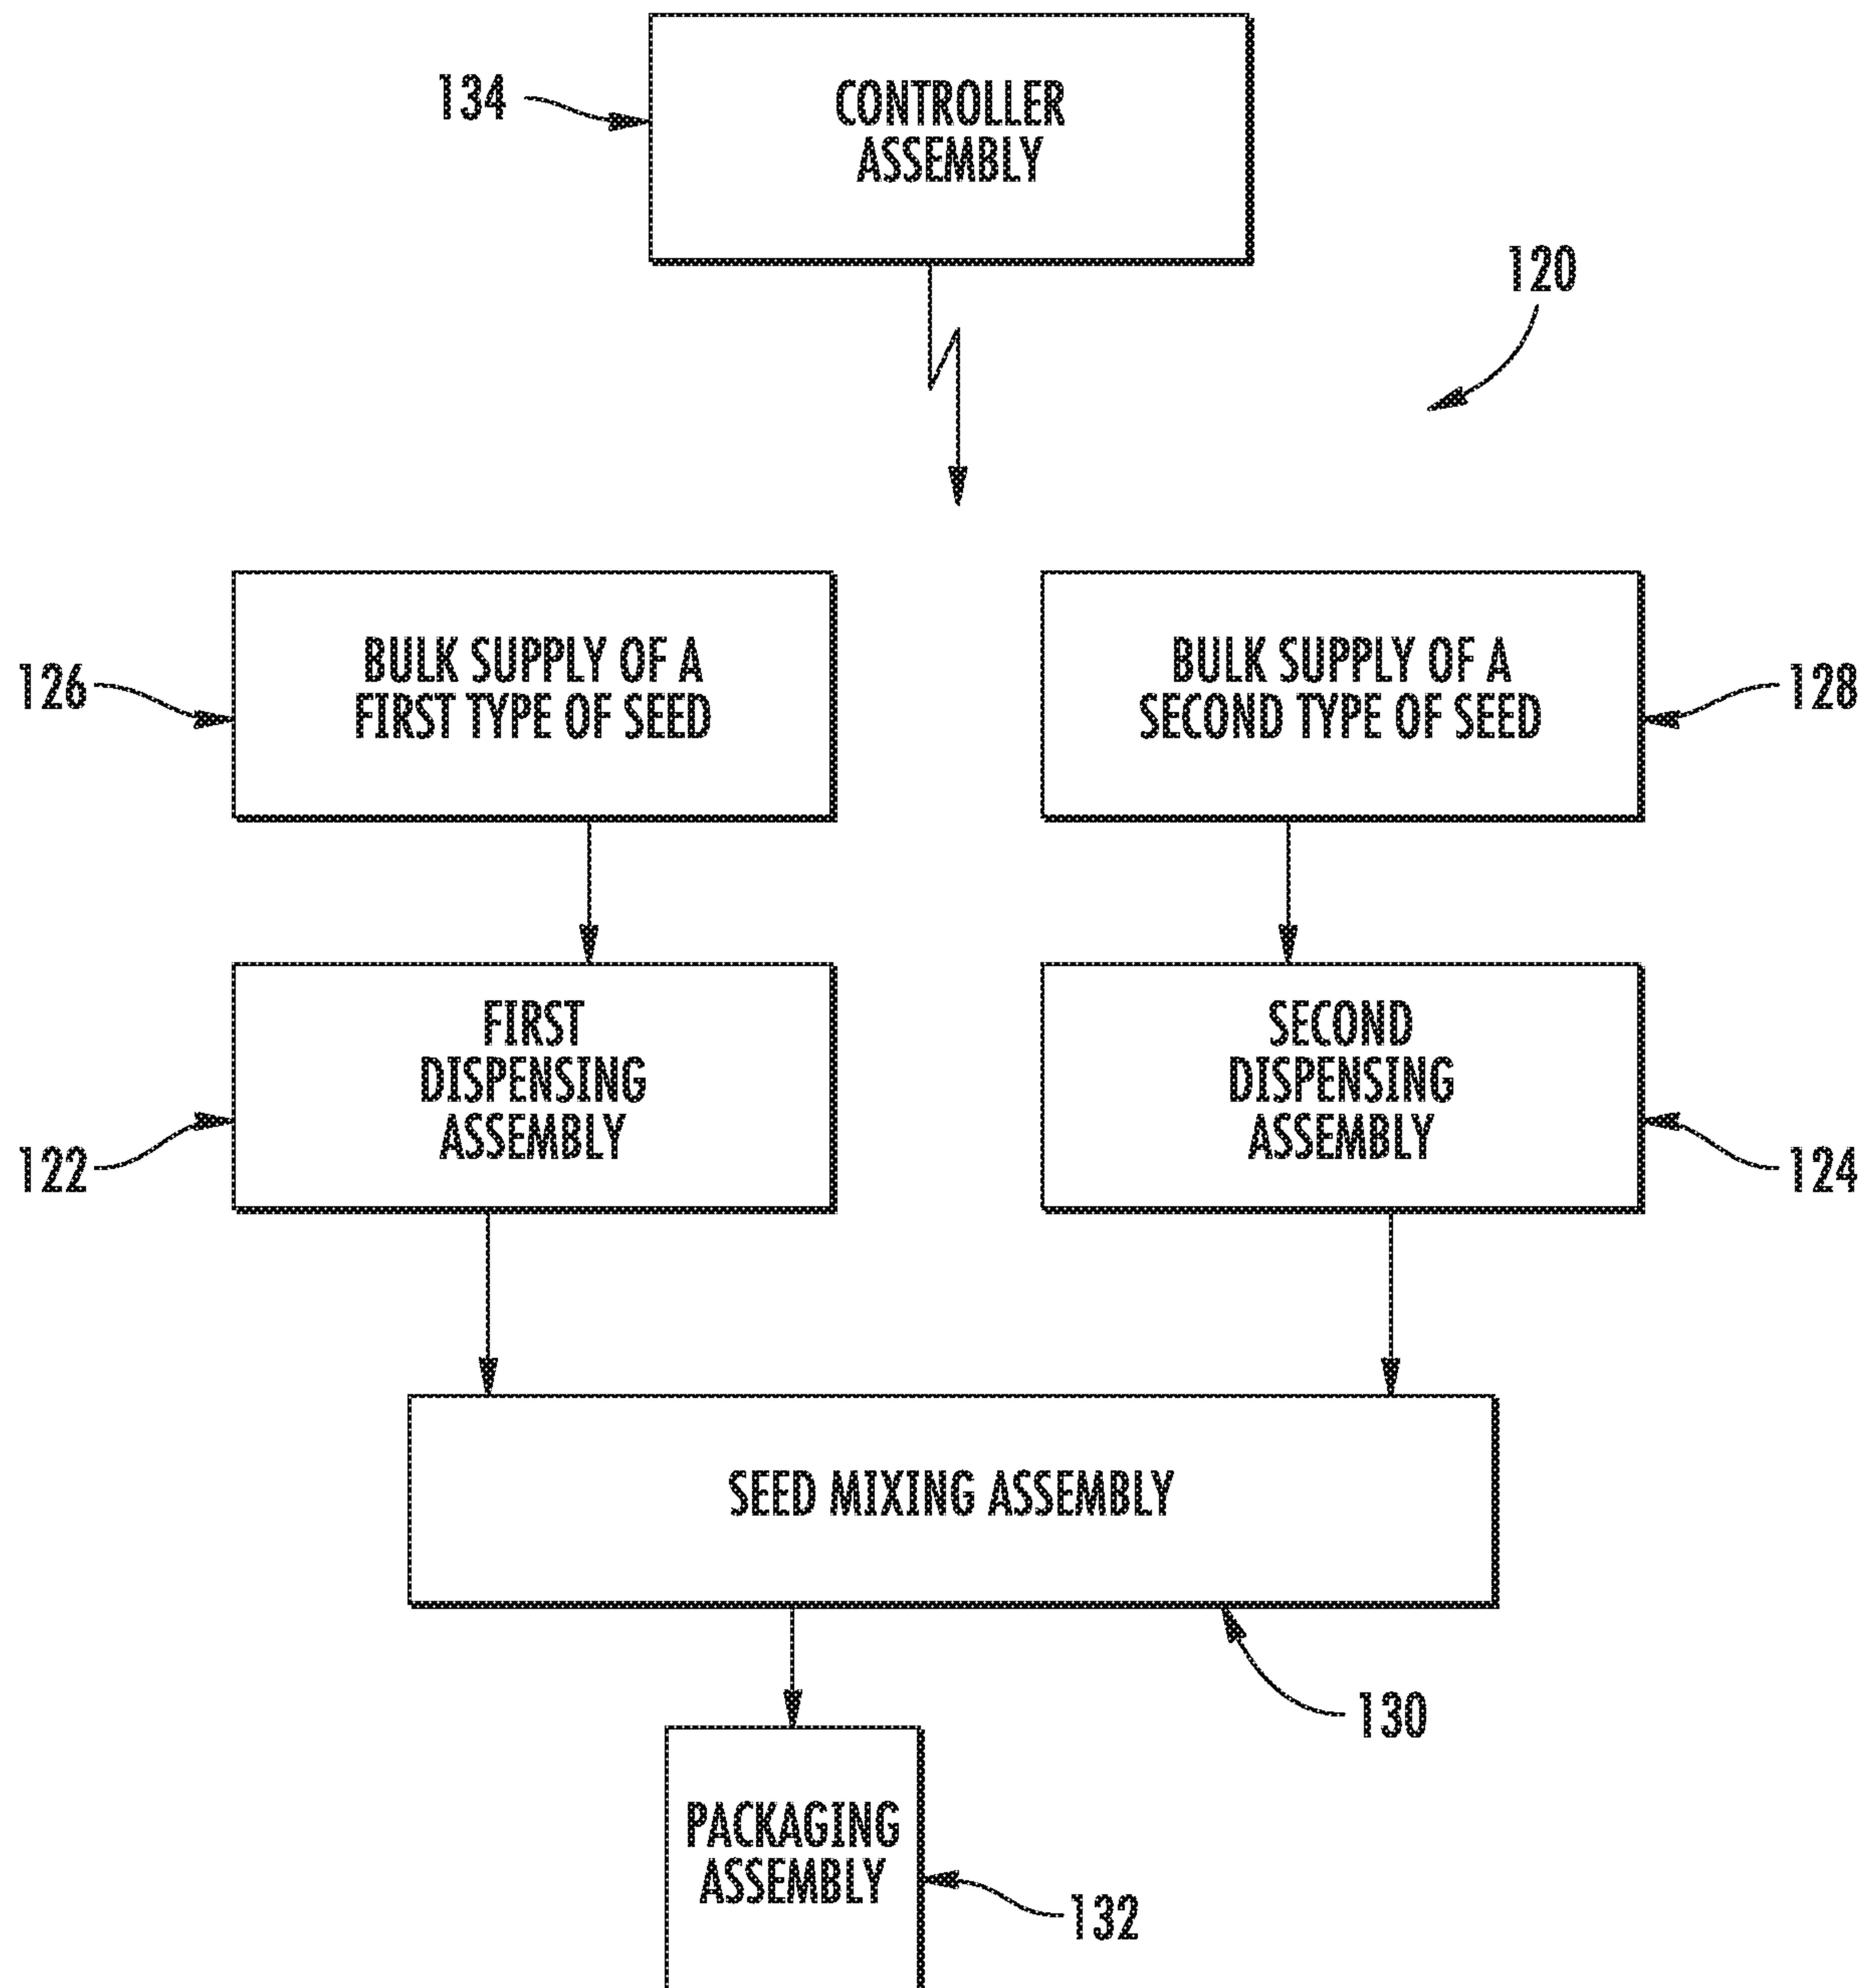 134
CONTROLLER
ASSEMBLY
120
126
BULK SUPPLY OF A
FIRST TYPE OF SEED
BULK SUPPLY OF A
SECOND TYPE OF SEED
128
122
FIRST
DISPENSING
ASSEMBLY
SECOND
DISPENSING
ASSEMBLY
124
SEED MIXING ASSEMBLY
130
PACKAGING
ASSEMBLY
132